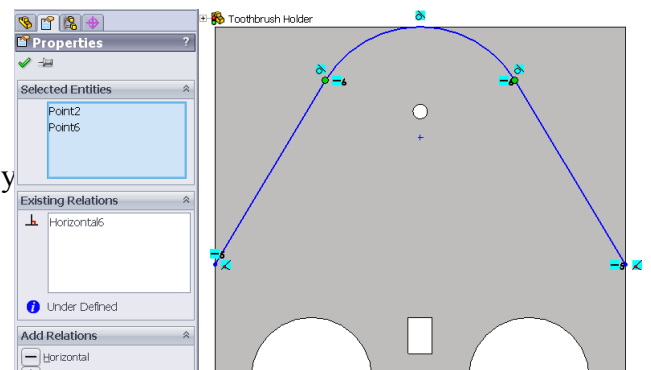 Toothbrush Holder
Properties
?
Selected Entities
Point2
Point6
y
Existing Relations
Horizontal6
Under Defined
Add Relations
Horizontal